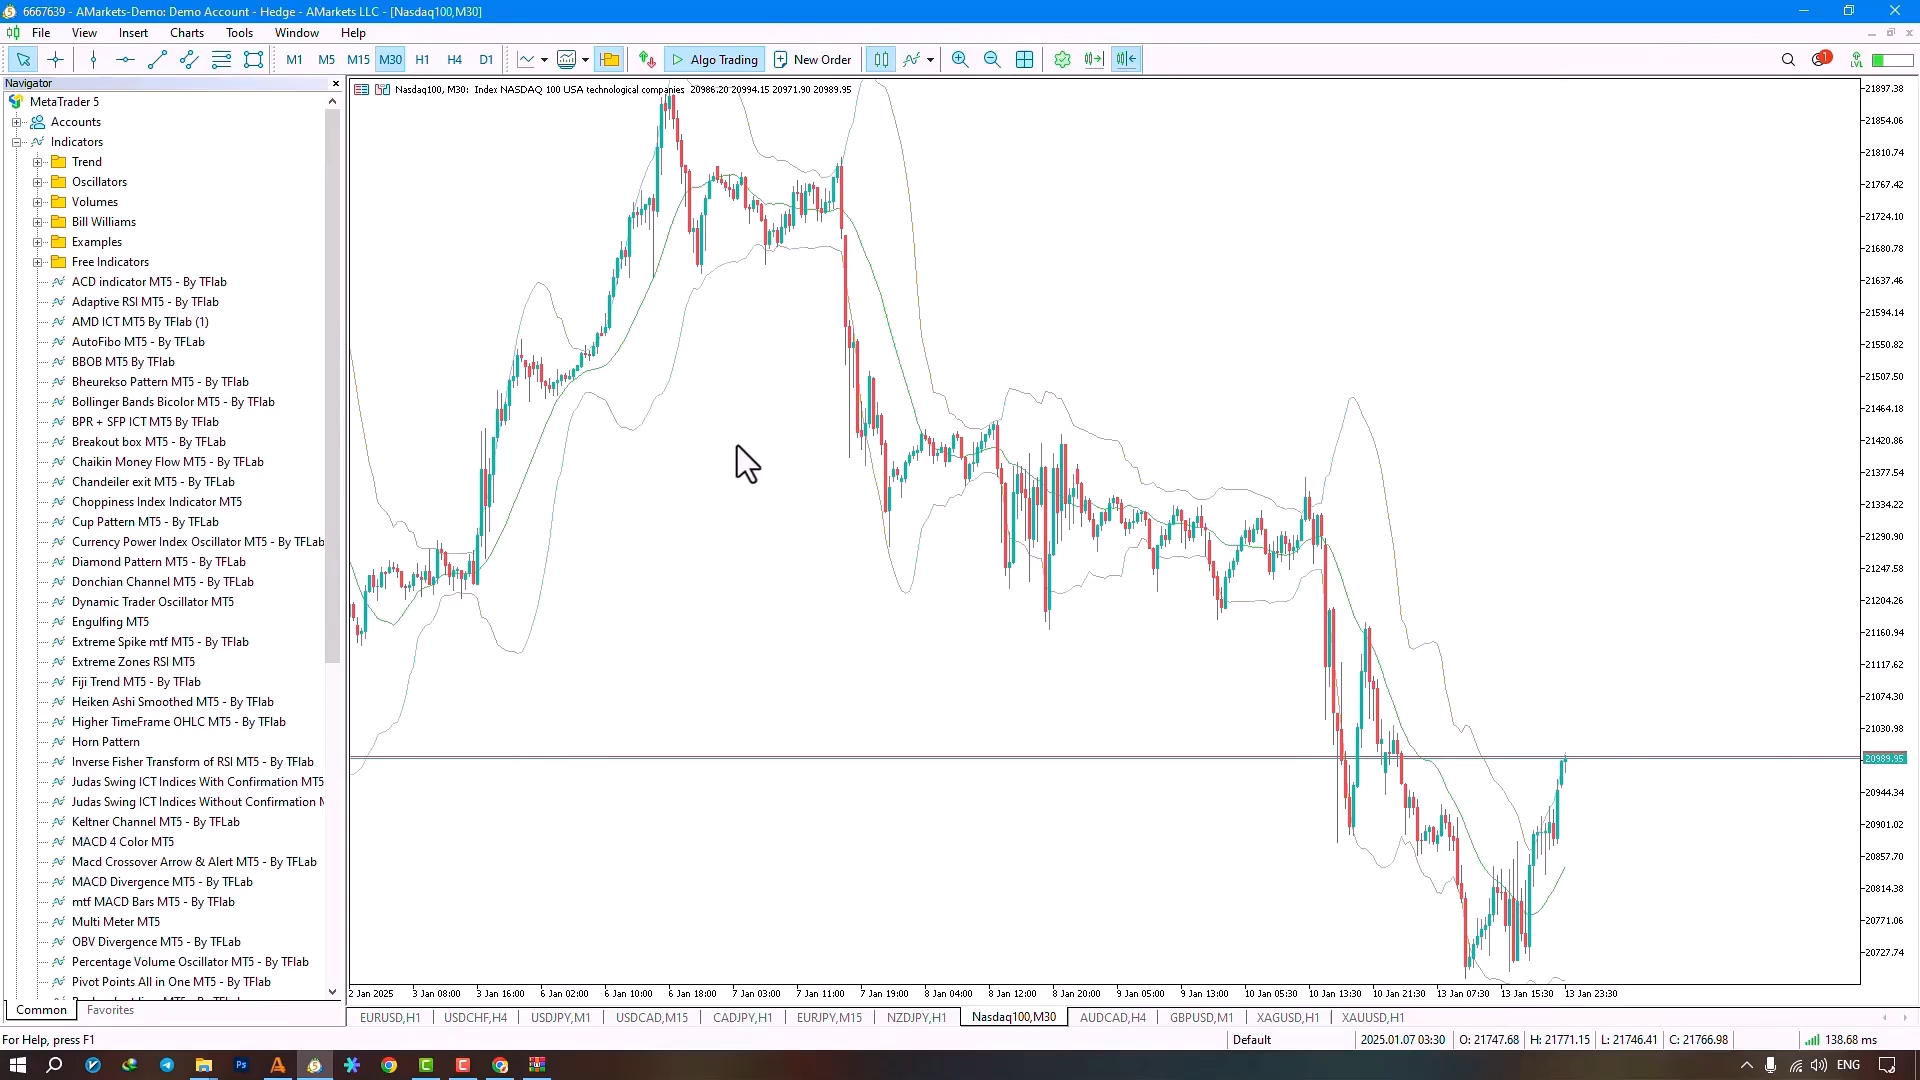 6667639 - AMarkets-Demo: Demo Account - Hedge - AMarkets LLC - [Nasdaq100,M30]
File View Insert Charts Tools Window Help
M1 M5 M15 M30 H1 H4 D1 Algo Trading New Order 1 LVL
Navigator
MetaTrader 5
Accounts
Indicators
Trend
Oscillators
Volumes
Bill Williams
Examples
Free Indicators
ACD indicator MT5 - By TFlab
Adaptive RSI MT5 - By TFlab
AMD ICT MT5 By TFlab (1)
AutoFibo MT5 - By TFLab
BBOB MT5 By TFlab
Bheurekso Pattern MT5 - By TFlab
Bollinger Bands Bicolor MT5 - By TFlab
BPR + SFP ICT MT5 By TFlab
Breakout box MT5 - By TFLab
Chaikin Money Flow MT5 - By TFLab
Chandeiler exit MT5 - By TFLab
Choppiness Index Indicator MT5
Cup Pattern MT5 - By TFLab
Currency Power Index Oscillator MT5 - By TFLab
Diamond Pattern MT5 - By TFLab
Donchian Channel MT5 - By TFLab
Dynamic Trader Oscillator MT5
Engulfing MT5
Extreme Spike mtf MT5 - By TFlab
Extreme Zones RSI MT5
Fiji Trend MT5 - By TFLab
Heiken Ashi Smoothed MT5 - By TFlab
Higher TimeFrame OHLC MT5 - By TFlab
Horn Pattern
Inverse Fisher Transform of RSI MT5 - By TFlab
Judas Swing ICT Indices With Confirmation MT5
Judas Swing ICT Indices Without Confirmation
Keltner Channel MT5 - By TFLab
MACD 4 Color MT5
Macd Crossover Arrow & Alert MT5 - By TFLab
MACD Divergence MT5 - By TFLab
mtf MACD Bars MT5 - By TFLab
Multi Meter MT5
OBV Divergence MT5 - By TFLab
Percentage Volume Oscillator MT5 - By TFLab
Pivot Points All in One MT5 - By TFlab
Common Favorites
Nasdaq100, M30: Index NASDAQ 100 USA technological companies 20986.20 20994.15 20971.90 20989.95
21897.38
21854.06
21810.74
21767.42
21724.10
21680.78
21637.46
21594.14
21550.82
21507.50
21464.18
21420.86
21377.54
21334.22
21290.90
21247.58
21204.26
21160.94
21117.62
21074.30
21030.98
20989.95
20944.34
20901.02
20857.70
20814.38
20771.06
20727.74
2 Jan 2025 3 Jan 08:00 3 Jan 16:00 6 Jan 02:00 6 Jan 10:00 6 Jan 18:00 7 Jan 03:00 7 Jan 11:00 7 Jan 19:00 8 Jan 04:00 8 Jan 12:00 8 Jan 20:00 9 Jan 05:00 9 Jan 13:00 10 Jan 05:30 10 Jan 13:30 10 Jan 21:30 13 Jan 07:30 13 Jan 15:30 13 Jan 23:30
EURUSD,H1 USDCHF,H4 USDJPY,M1 USDCAD,M15 CADJPY,H1 EURJPY,M15 NZDJPY,H1 Nasdaq100,M30 AUDCAD,H4 GBPUSD,M1 XAGUSD,H1 XAUUSD,H1
For Help, press F1 Default 2025.01.07 03:30 O: 21747.68 H: 21771.15 L: 21746.41 C: 21766.98 138.68 ms
Ps ENG